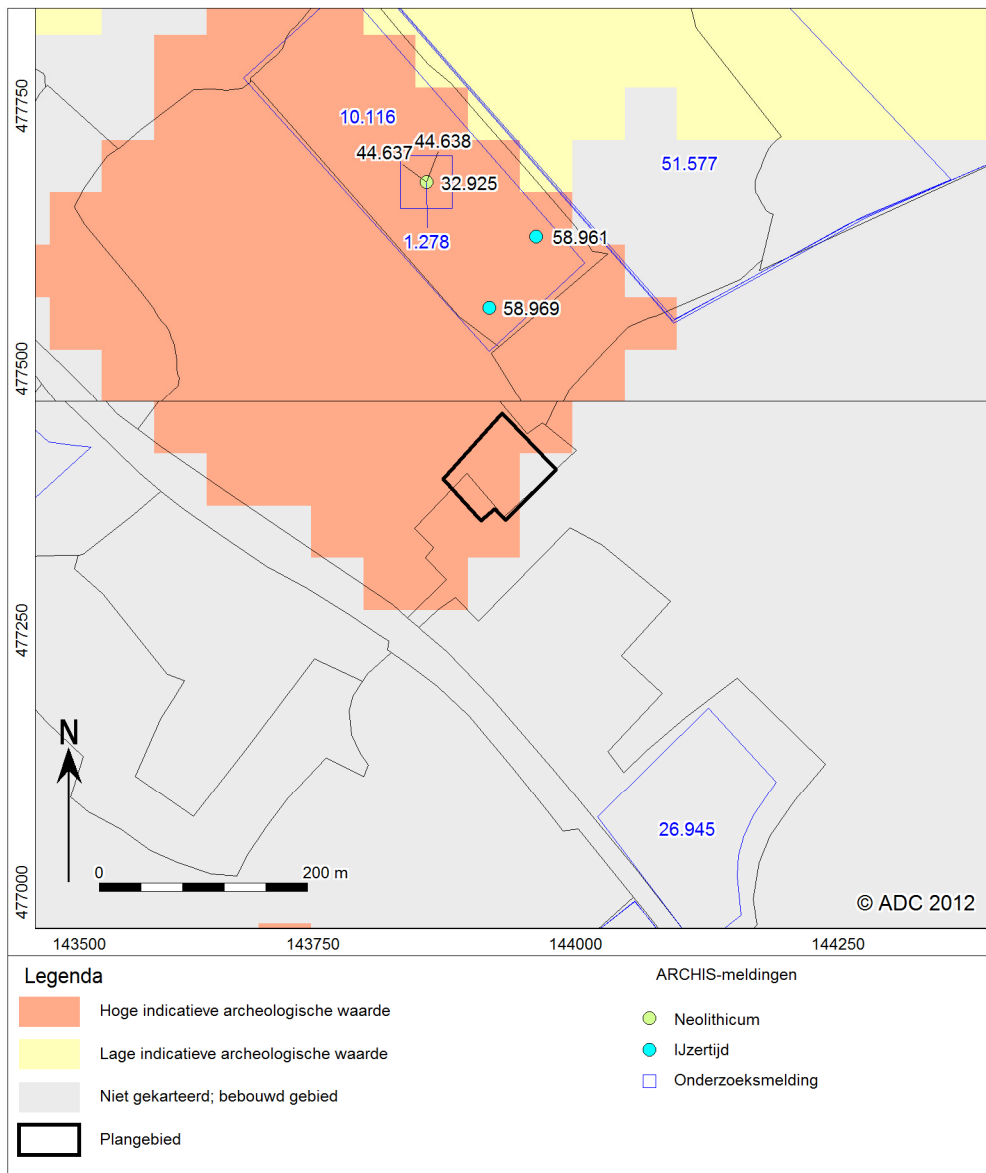 477750
10.116
44.638
44.637
51.577
32.925
58.961
1.278
58.969
477500
477250
N
0 200 m
26.945
477000
© ADC 2012
143500 143750 144000 144250
Legenda
Hoge indicatieve archeologische waarde
Lage indicatieve archeologische waarde
Niet gekarteerd; bebouwd gebied
Plangebied
ARCHIS-meldingen
Neolithicum
IJzertijd
Onderzoeksmelding